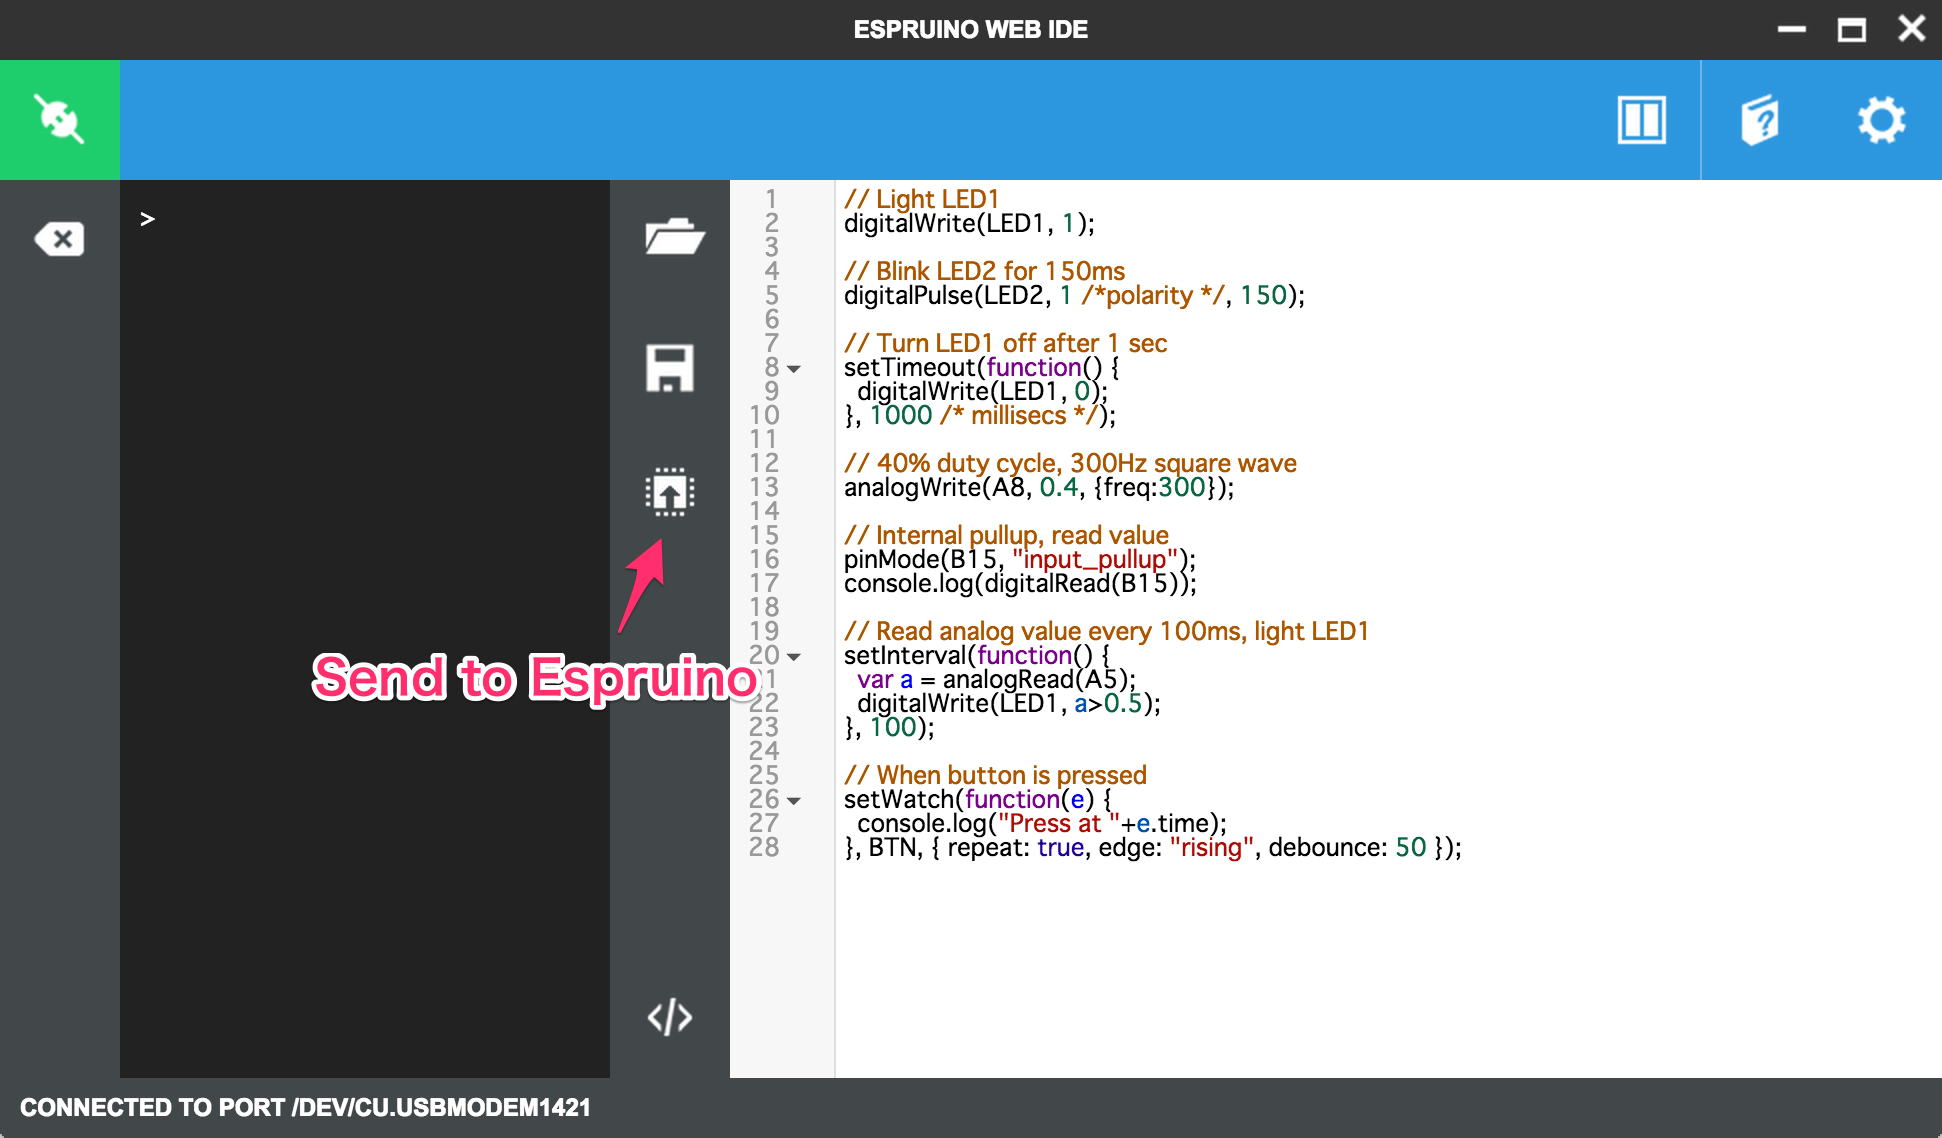 ESPRUINO WEB IDE
>
1 // Light LED1
2 digitalWrite(LED1, 1);
3
4 // Blink LED2 for 150ms
5 digitalPulse(LED2, 1 /*polarity */, 150);
6
7 // Turn LED1 off after 1 sec
8 setTimeout(function() {
9 digitalWrite(LED1, 0);
10 }, 1000 /* millisecs */);
11
12 // 40% duty cycle, 300Hz square wave
13 analogWrite(A8, 0.4, {freq:300});
14
15 // Internal pullup, read value
16 pinMode(B15, "input_pullup");
17 console.log(digitalRead(B15));
18
19 // Read analog value every 100ms, light LED1
20 setInterval(function() {
Send to Espruino
21 var a = analogRead(A5);
22 digitalWrite(LED1, a>0.5);
23 }, 100);
24
25 // When button is pressed
26 setWatch(function(e) {
27 console.log("Press at "+e.time);
28 }, BTN, { repeat: true, edge: "rising", debounce: 50 });
</>
CONNECTED TO PORT /DEV/CU.USBMODEM1421